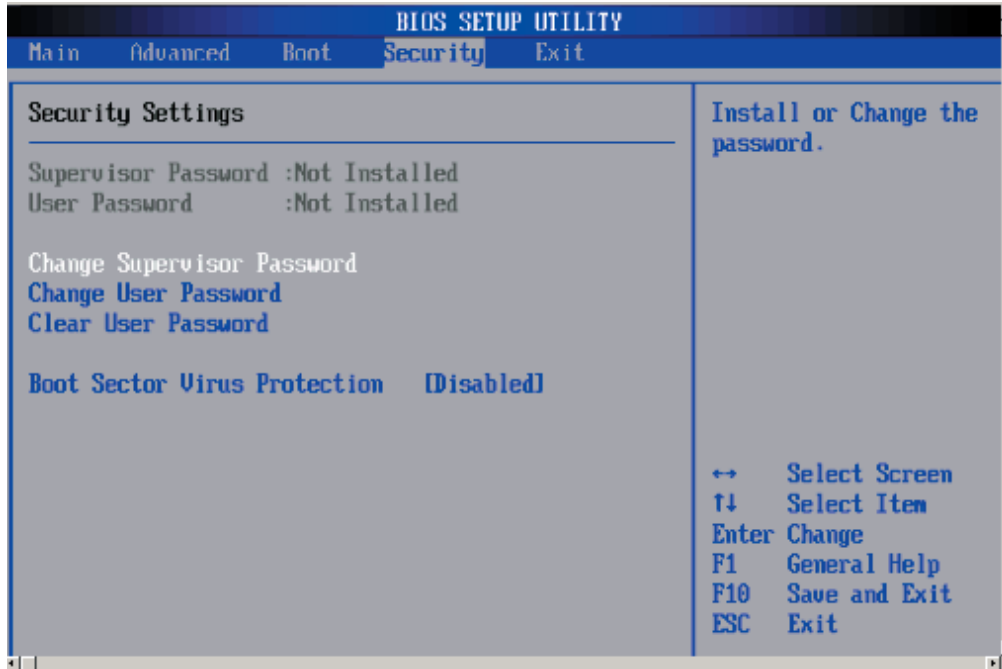 BIOS SETUP UTILITY
Main Advanced Boot Security Exit
Security Settings
Supervisor Password :Not Installed
User Password :Not Installed
Change Supervisor Password
Change User Password
Clear User Password
Boot Sector Virus Protection [Disabled]
Install or Change the
password.
↔ Select Screen
↑↓ Select Item
Enter Change
F1 General Help
F10 Save and Exit
ESC Exit